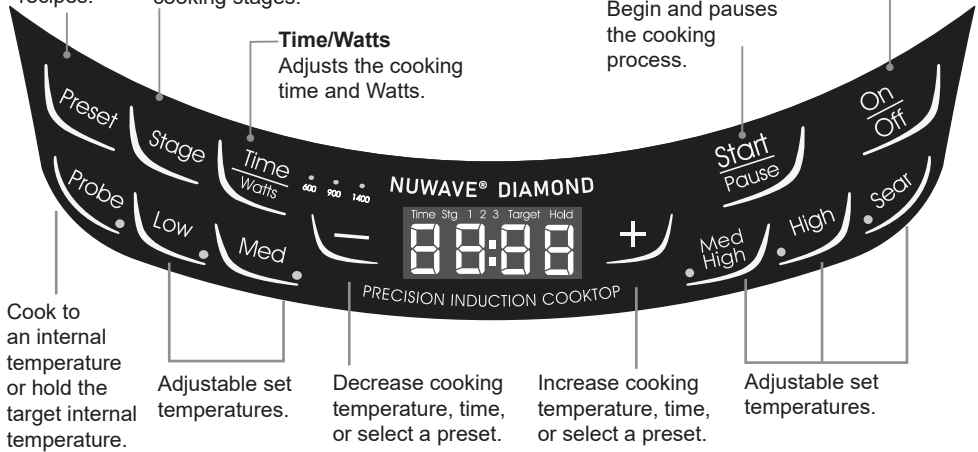 recipes.
cooking stages.
Time/Watts
Adjusts the cooking
time and Watts.
Begin and pauses
the cooking
process.
Preset
Stage
Time
Watts
600 900 1400
NUWAVE® DIAMOND
Start
Pause
On
Off
Probe
Low
Med
Time Stg 1 2 3 Target Hold
88:88
Med
High
High
Sear
PRECISION INDUCTION COOKTOP
Cook to
an internal
temperature
or hold the
target internal
temperature.
Adjustable set
temperatures.
Decrease cooking
temperature, time,
or select a preset.
Increase cooking
temperature, time,
or select a preset.
Adjustable set
temperatures.